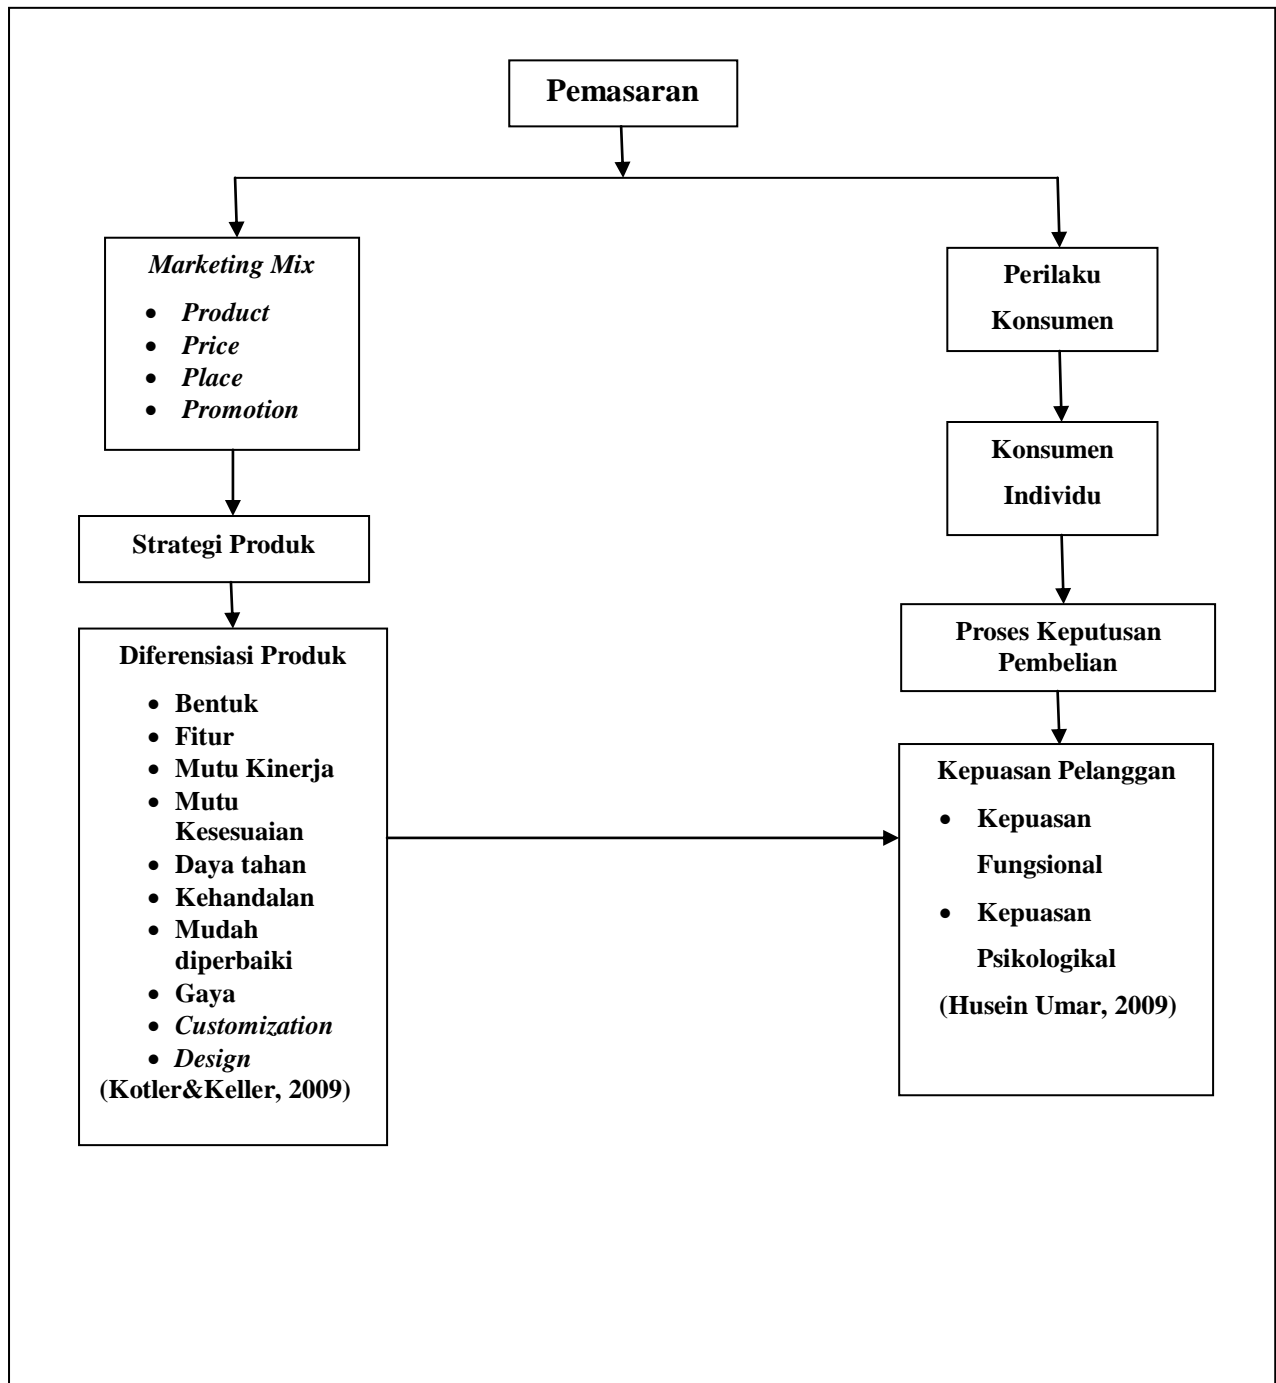 Pemasaran
Marketing Mix
• Product
• Price
• Place
• Promotion
Strategi Produk
Diferensiasi Produk
• Bentuk
• Fitur
• Mutu Kinerja
• Mutu
Kesesuaian
• Daya tahan
• Kehandalan
• Mudah
diperbaiki
• Gaya
• Customization
• Design
(Kotler&Keller, 2009)
Perilaku
Konsumen
Konsumen
Individu
Proses Keputusan
Pembelian
Kepuasan Pelanggan
• Kepuasan
Fungsional
• Kepuasan
Psikologikal
(Husein Umar, 2009)